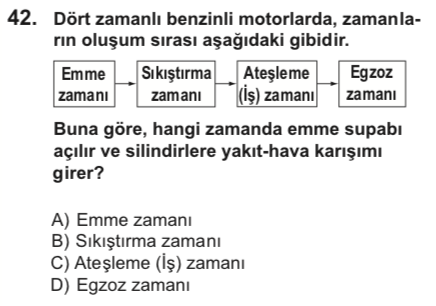 42. Dört zamanlı benzinli motorlarda, zamanla-
rın oluşum sırası aşağıdaki gibidir.
Emme zamanı
Sıkıştırma zamanı
Ateşleme (İş) zamanı
Egzoz zamanı
Buna göre, hangi zamanda emme supabı
açılır ve silindirlere yakıt-hava karışımı
girer?
A) Emme zamanı
B) Sıkıştırma zamanı
C) Ateşleme (İş) zamanı
D) Egzoz zamanı